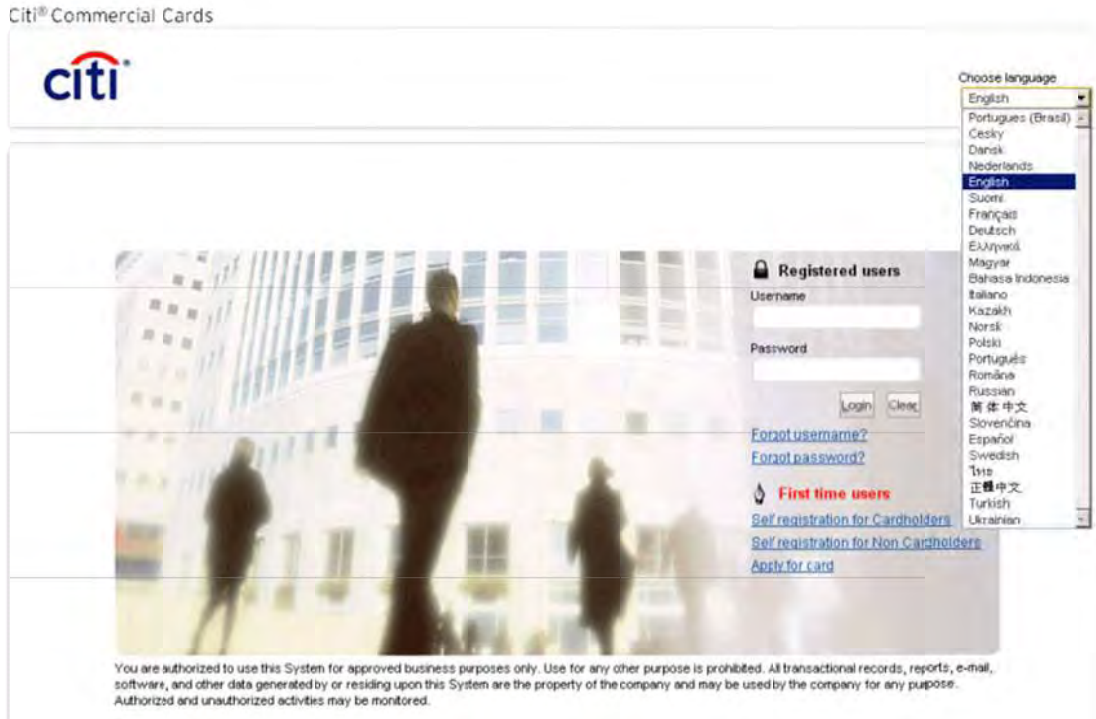 Citi® Commercial Cards
citi
Choose language
English
Portugues (Brasil)
Česky
Dansk
Nederlands
English
Suomi
Français
Deutsch
Ελληνικά
Magyar
Bahasa Indonesia
Italiano
Kazakh
Norsk
Polski
Português
Româna
Russian
简体中文
Slovenčina
Español
Swedish
ไทย
正體中文
Turkish
Ukrainian
Registered users
Username
Password
Login Clear
Forgot username?
Forgot password?
First time users
Self registration for Cardholders
Self registration for Non Cardholders
Apply for card
You are authorized to use this System for approved business purposes only. Use for any other purpose is prohibited. All transactional records, reports, e-mail,
software, and other data generated by or residing upon this System are the property of the company and may be used by the company for any purpose.
Authorized and unauthorized activities may be monitored.